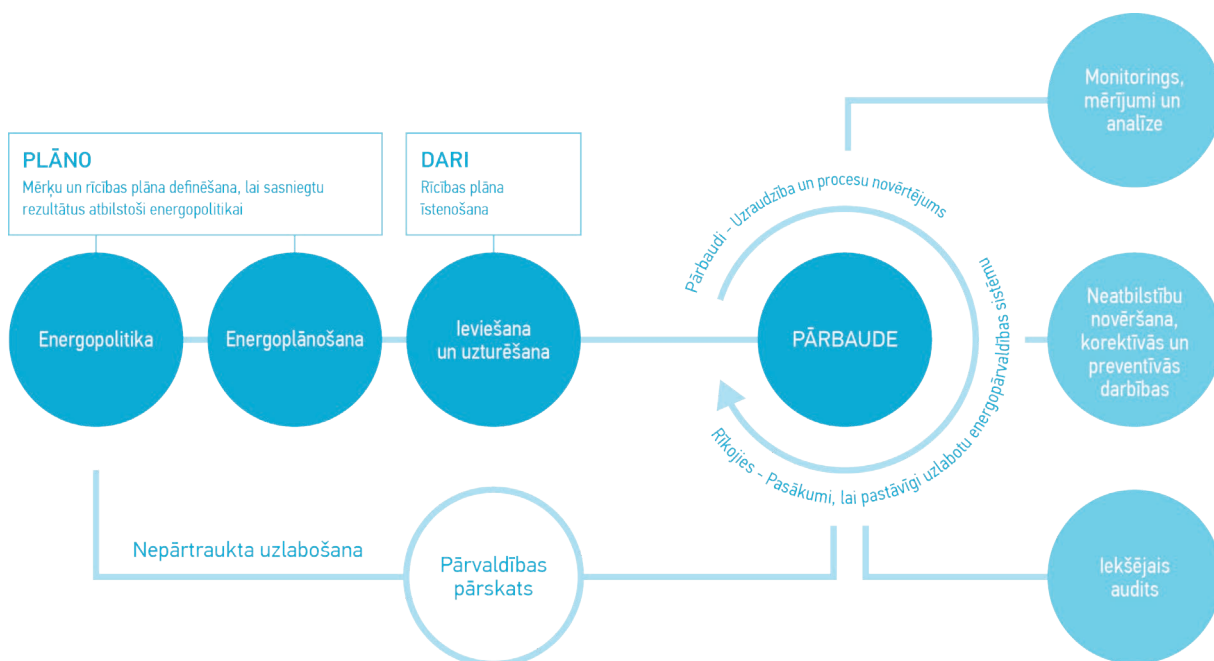 Monitorings,
mērījumi un
analīze
PLĀNO
Mērķu un rīcības plāna definēšana, lai sasniegtu
rezultātus atbilstoši energopolitikai
DARI
Rīcības plāna
īstenošana
Pārbaudi - Uzraudzība un procesu novērtējums
Energopolitika
Energoplānošana
Ieviešana
un uzturēšana
PĀRBAUDE
Neatbilstību
novēršana,
korektīvās un
preventīvās
darbības
Rīkojies - Pasākumi, lai pastāvīgi uzlabotu energopārvaldības sistēmu
Nepārtraukta uzlabošana
Pārvaldības
pārskats
Iekšējais
audits